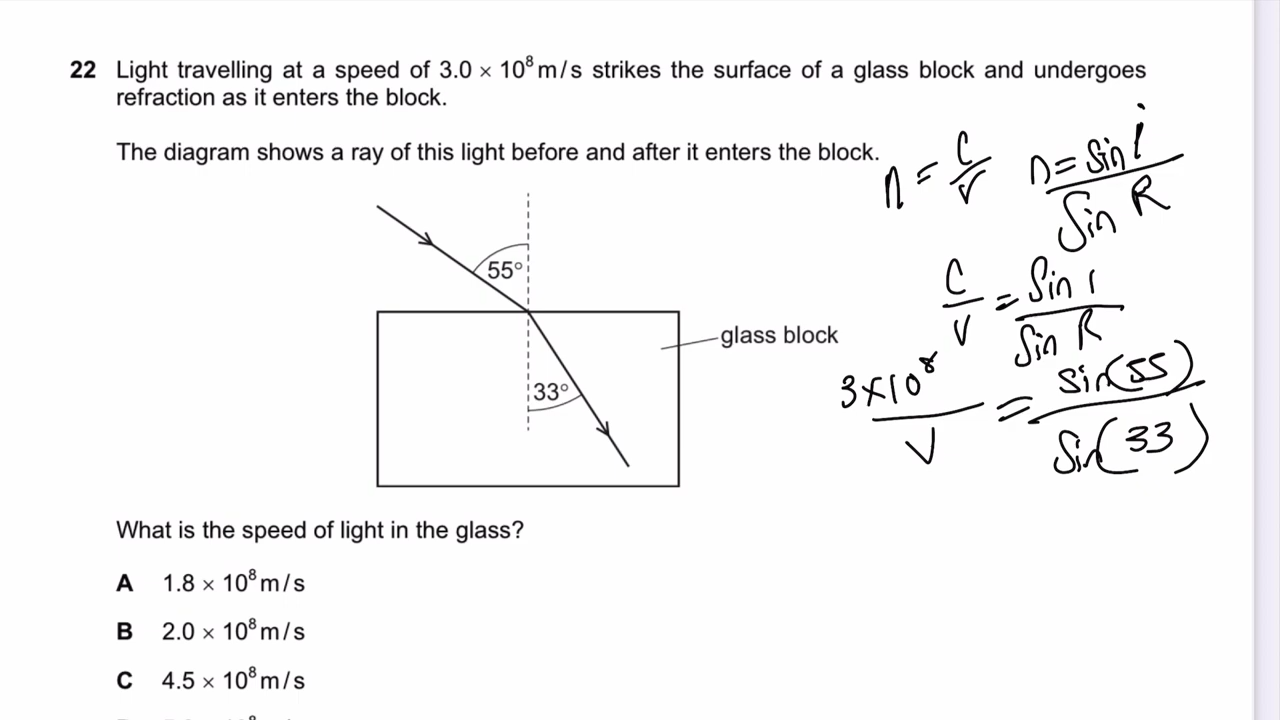 22 Light travelling at a speed of 3.0 × 10⁸ m/s strikes the surface of a glass block and undergoes
refraction as it enters the block.
The diagram shows a ray of this light before and after it enters the block.
55°
33°
glass block
n = C/V
n = Sin i / Sin R
C/V = Sin i / Sin R
3×10⁸ / V = Sin(55) / Sin(33)
What is the speed of light in the glass?
A 1.8 × 10⁸ m/s
B 2.0 × 10⁸ m/s
C 4.5 × 10⁸ m/s